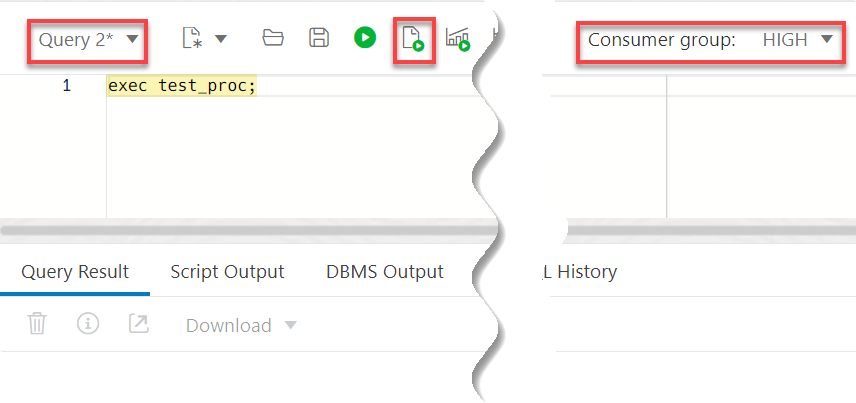 Query 2* Consumer group: HIGH
1 exec test_proc;
Query Result Script Output DBMS Output L History
Download